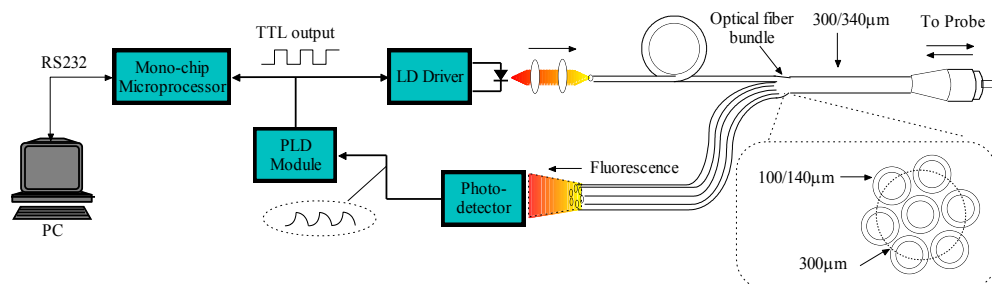 RS232
Mono-chip
Microprocessor
TTL output
LD Driver
Optical fiber
bundle
300/340μm
To Probe
PLD
Module
Fluorescence
Photo-
detector
PC
100/140μm
300μm